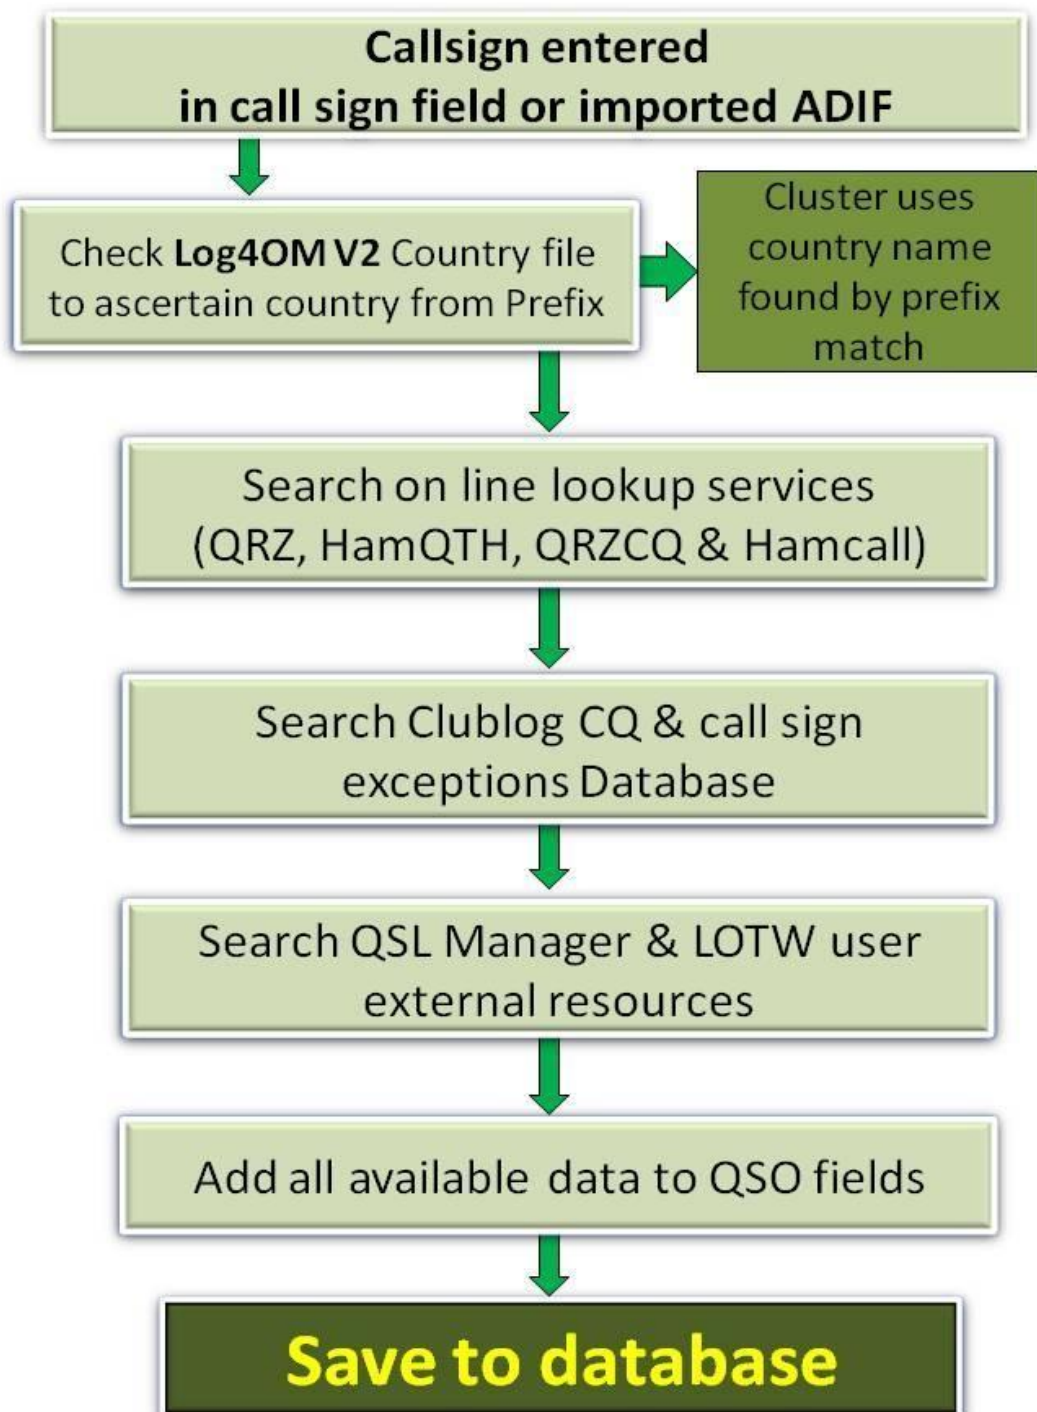 Callsign entered
in call sign field or imported ADIF
Check Log4OM V2 Country file
to ascertain country from Prefix
Cluster uses
country name
found by prefix
match
Search on line lookup services
(QRZ, HamQTH, QRZCQ & Hamcall)
Search Clublog CQ & call sign
exceptions Database
Search QSL Manager & LOTW user
external resources
Add all available data to QSO fields
Save to database